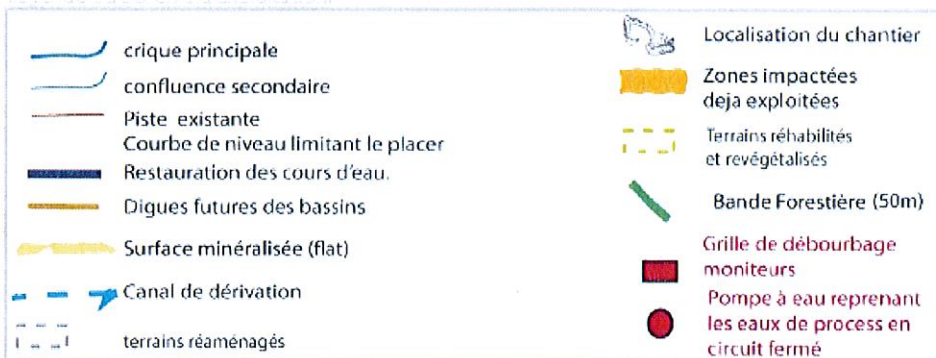 crique principale
confluence secondaire
Piste existante
Courbe de niveau limitant le placer
Restauration des cours d'eau.
Digues futures des bassins
Surface minéralisée (flat)
Canal de dérivation
terrains réaménagés
Localisation du chantier
Zones impactées
deja exploitées
Terrains réhabilités
et revégétalisés
Bande Forestière (50m)
Grille de débourbage
moniteurs
Pompe à eau reprenant
les eaux de process en
circuit fermé